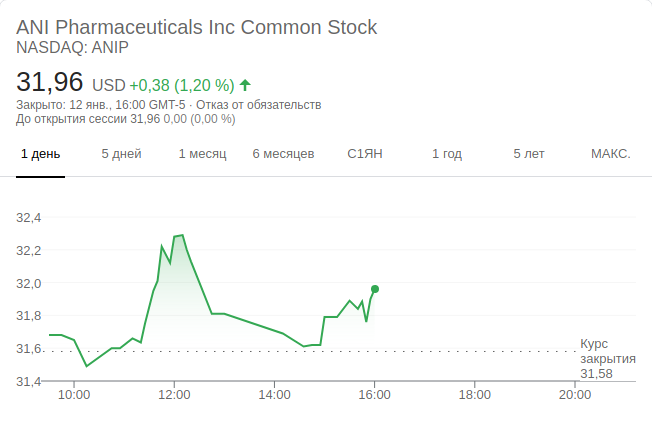 ANI Pharmaceuticals Inc Common Stock
NASDAQ: ANIP
31,96 USD +0,38 (1,20 %)
Закрыто: 12 янв., 16:00 GMT-5 · Отказ от обязательств
До открытия сессии 31,96 0,00 (0,00 %)
1 день 5 дней 1 месяц 6 месяцев С1ЯН 1 год 5 лет МАКС.
32,4
32,2
32,0
31,8
31,6
31,4
Курс
закрытия
31,58
10:00 12:00 14:00 16:00 18:00 20:00